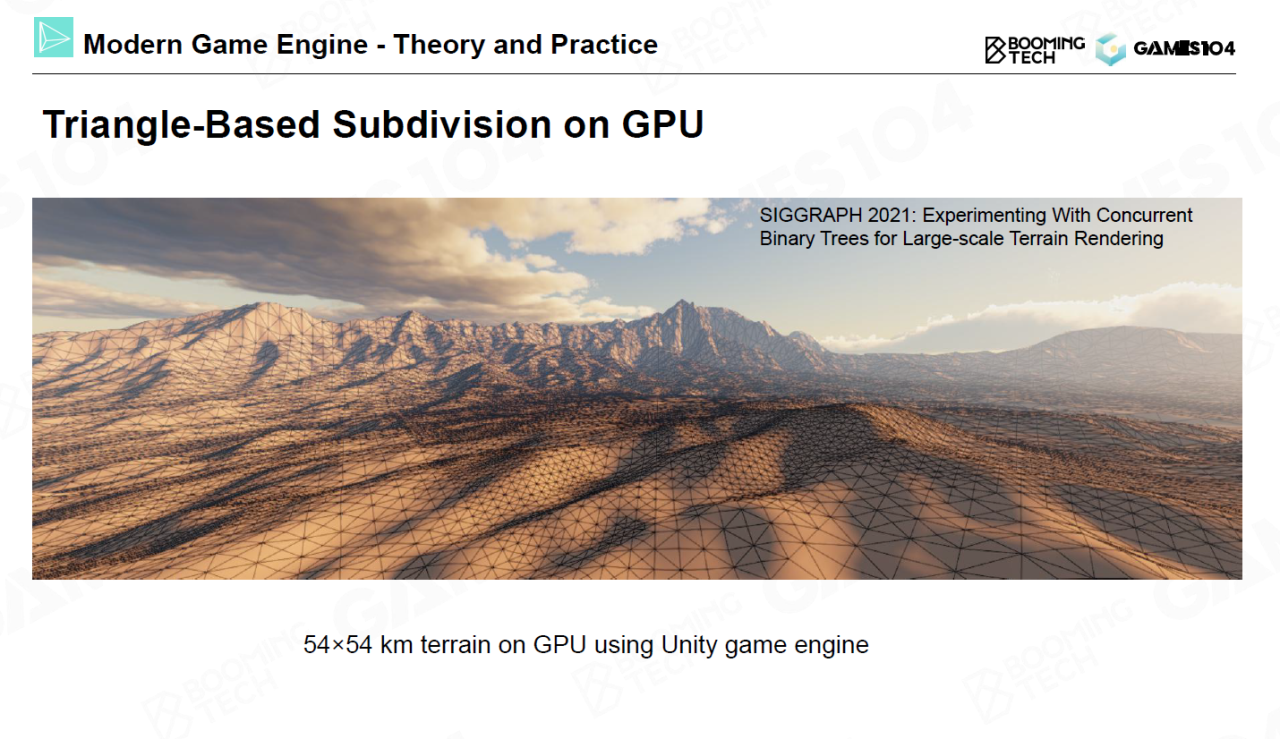 Modern Game Engine - Theory and Practice
BOOMING
TECH
GAMES104
Triangle-Based Subdivision on GPU
SIGGRAPH 2021: Experimenting With Concurrent
Binary Trees for Large-scale Terrain Rendering
54×54 km terrain on GPU using Unity game engine